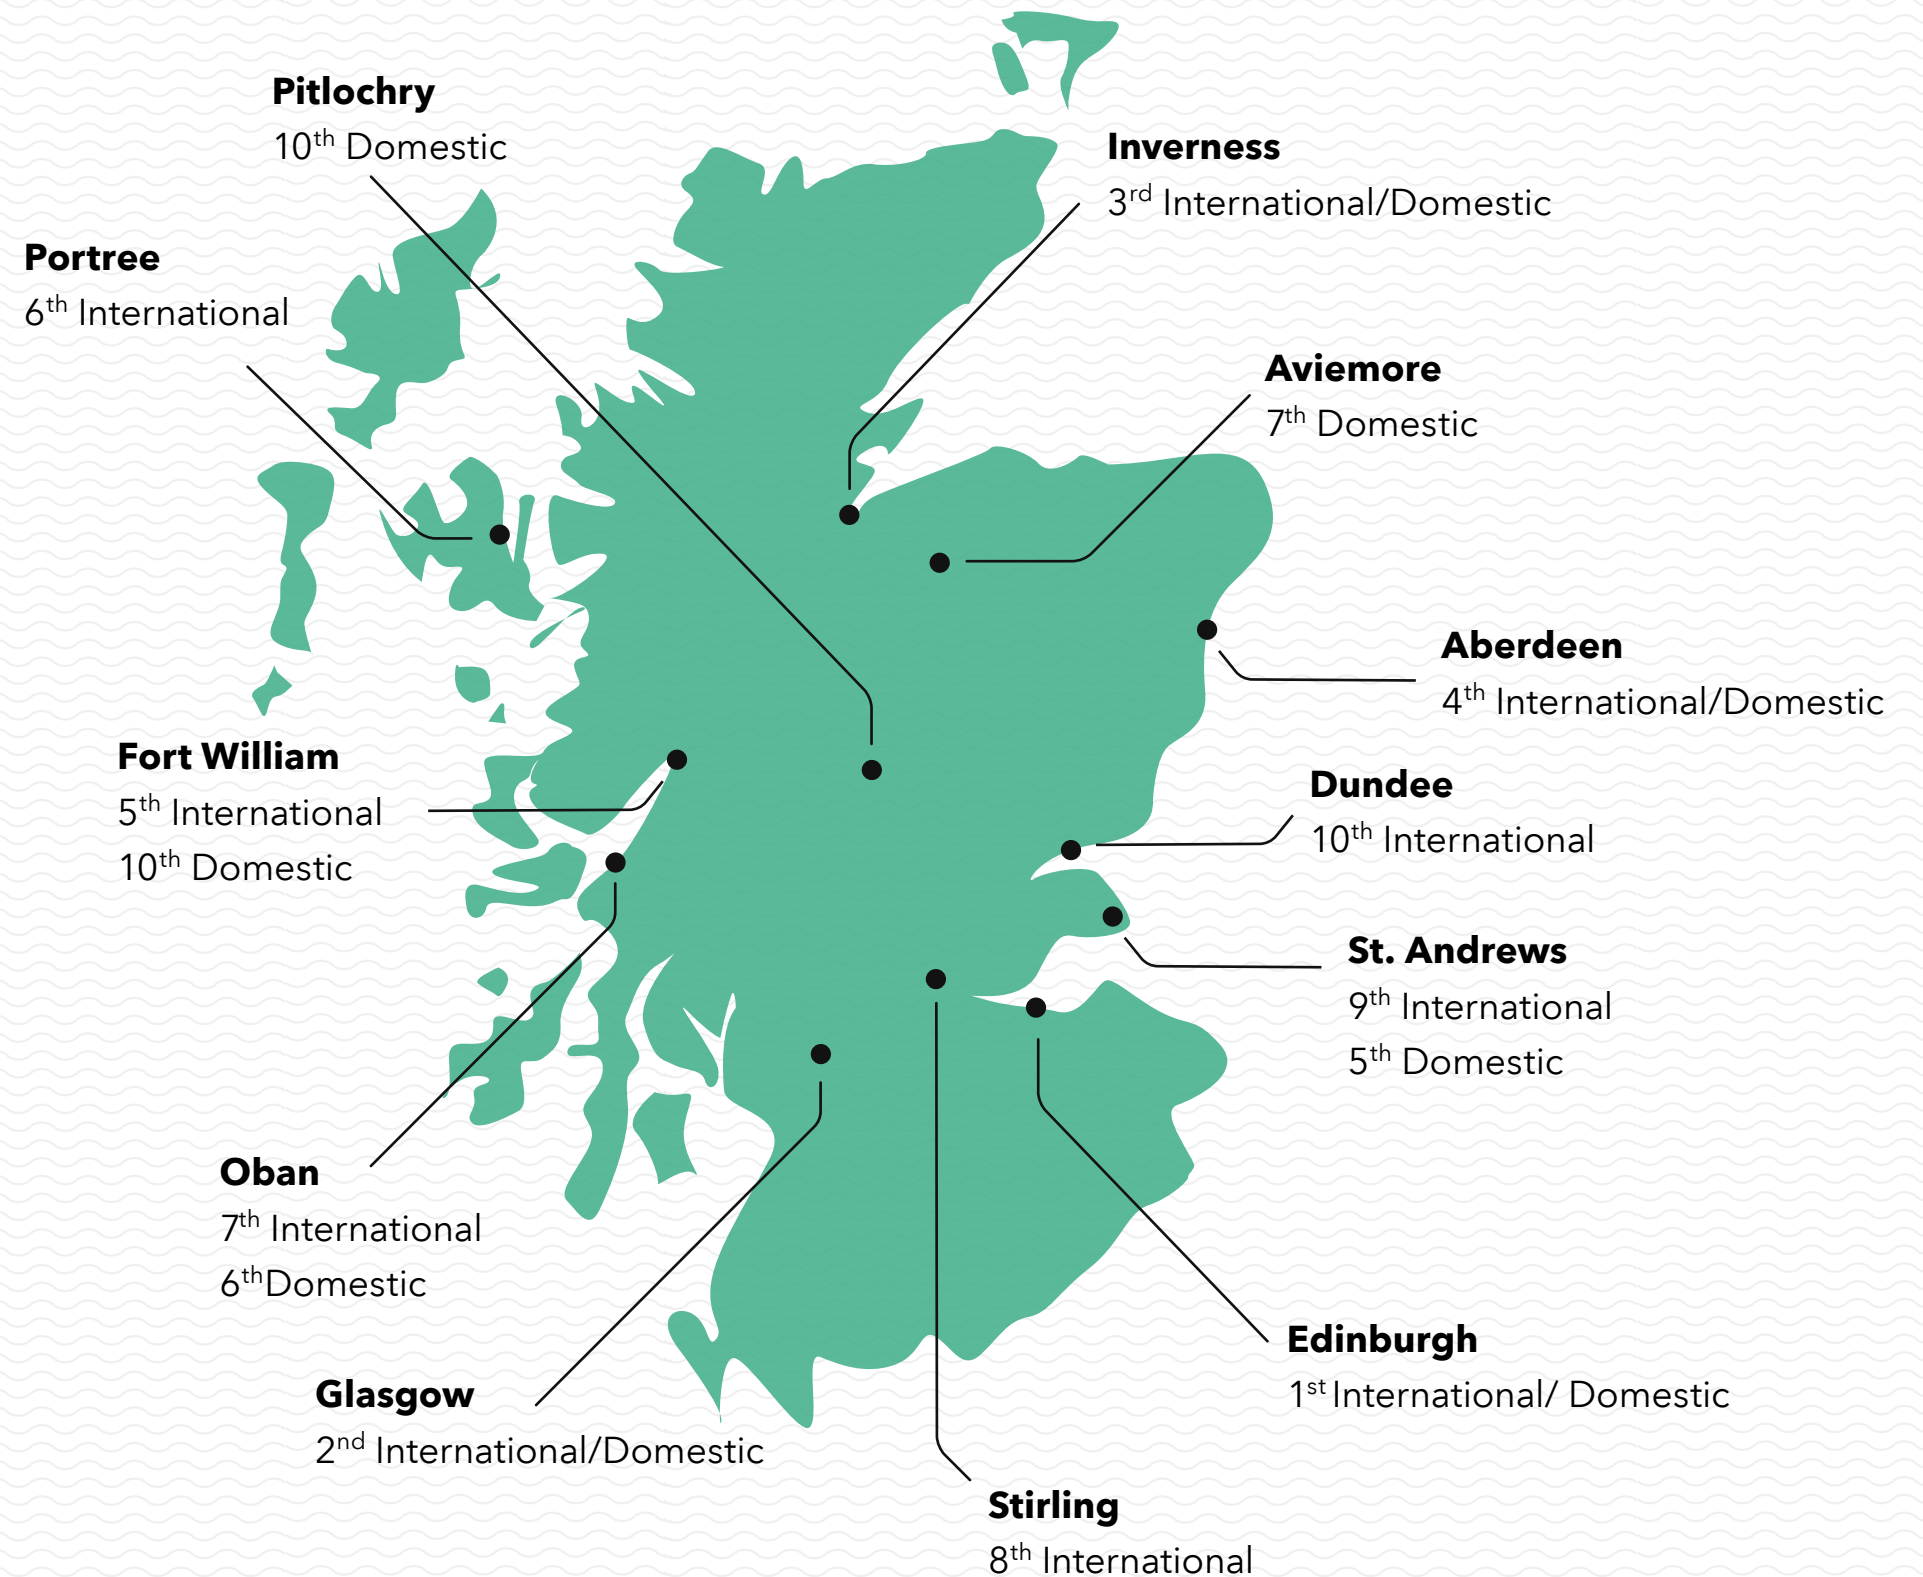 Pitlochry
10th Domestic
Inverness
3rd International/Domestic
Portree
6th International
Aviemore
7th Domestic
Aberdeen
4th International/Domestic
Fort William
5th International
10th Domestic
Dundee
10th International
St. Andrews
9th International
5th Domestic
Oban
7th International
6th Domestic
Edinburgh
1st International/ Domestic
Glasgow
2nd International/Domestic
Stirling
8th International